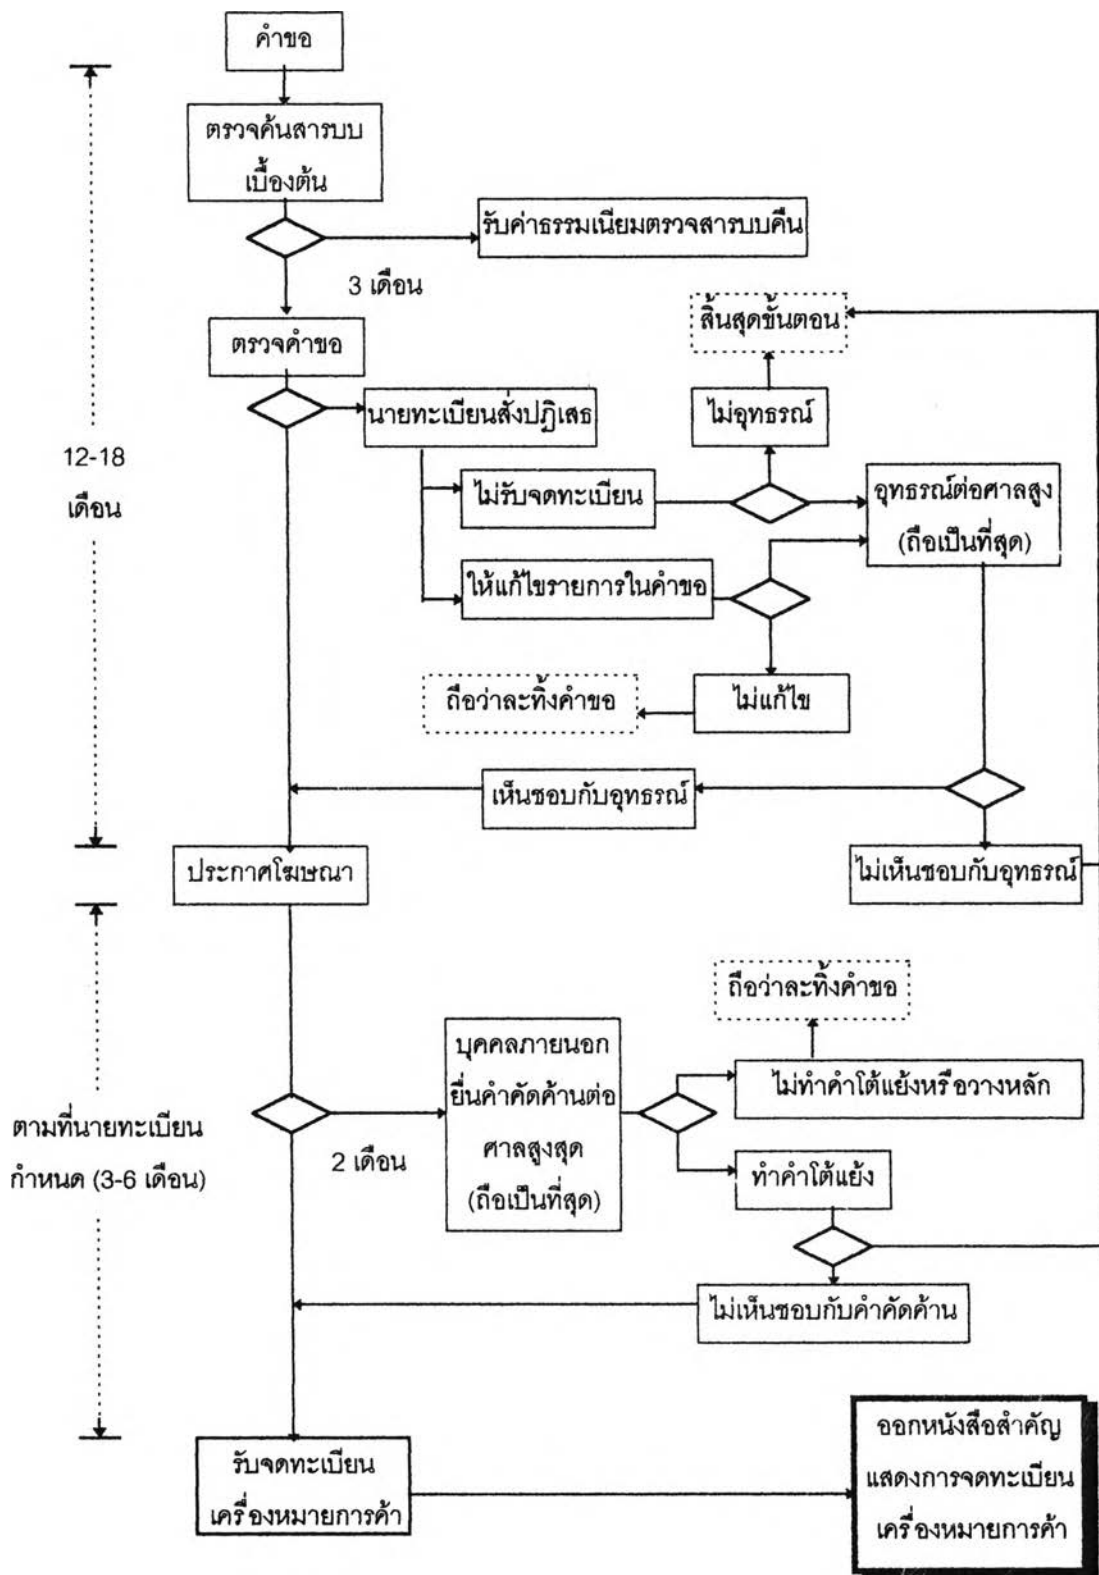 คำขอ
ตรวจค้นสารบบ
เบื้องต้น
รับค่าธรรมเนียมตรวจสารบบคืน
3 เดือน
สิ้นสุดขั้นตอน
ตรวจคำขอ
นายทะเบียนสั่งปฏิเสธ
ไม่อุทธรณ์
12-18
เดือน
ไม่รับจดทะเบียน
อุทธรณ์ต่อศาลสูง
(ถือเป็นที่สุด)
ให้แก้ไขรายการในคำขอ
ถือว่าละทิ้งคำขอ
ไม่แก้ไข
เห็นชอบกับอุทธรณ์
ประกาศโฆษณา
ไม่เห็นชอบกับอุทธรณ์
ถือว่าละทิ้งคำขอ
บุคคลภายนอก
ยื่นคำคัดค้านต่อ
ศาลสูงสุด
(ถือเป็นที่สุด)
ไม่ทำคำโต้แย้งหรือวางหลัก
ตามที่นายทะเบียน
กำหนด (3-6 เดือน)
2 เดือน
ทำคำโต้แย้ง
ไม่เห็นชอบกับคำคัดค้าน
รับจดทะเบียน
เครื่องหมายการค้า
ออกหนังสือสำคัญ
แสดงการจดทะเบียน
เครื่องหมายการค้า